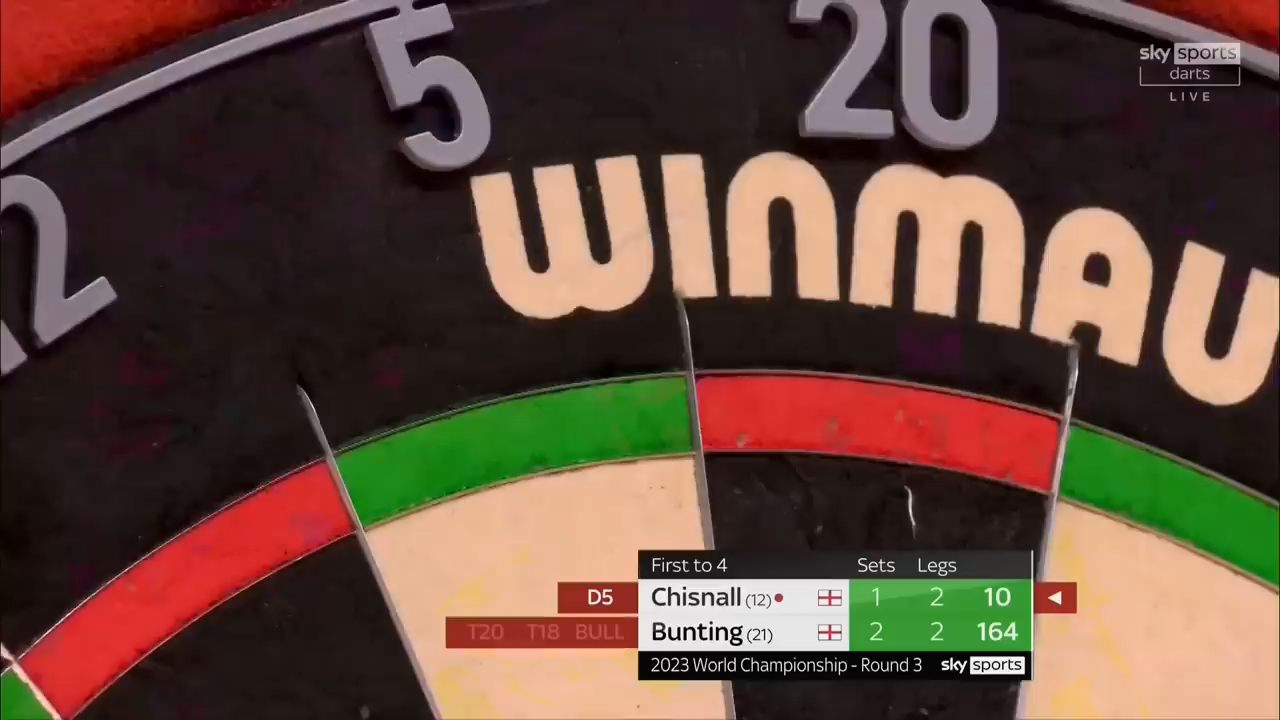 5
20
sky sports
darts
LIVE
12
WINMAU
First to 4 Sets Legs
D5 Chisnall (12) 1 2 10
T20 T18 BULL Bunting (21) 2 2 164
2023 World Championship - Round 3 sky sports